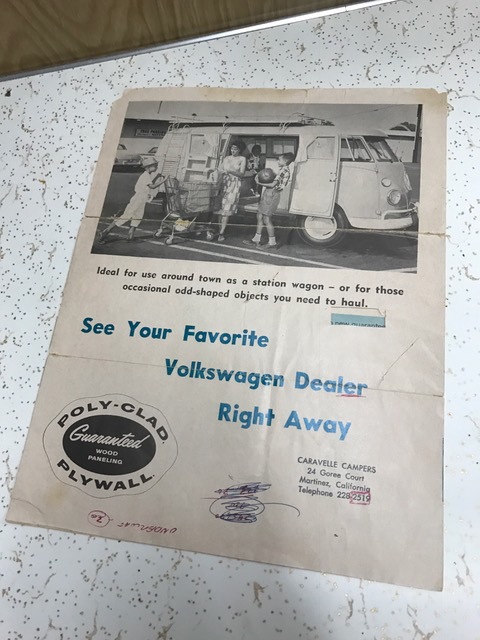 Ideal for use around town as a station wagon – or for those
occasional odd-shaped objects you need to haul.
See Your Favorite
Volkswagen Dealer
Right Away
POLY-CLAD
Guaranteed
WOOD
PANELING
PLYWALL
CARAVELLE CAMPERS
24 Goree Court
Martinez, California
Telephone 228-2519